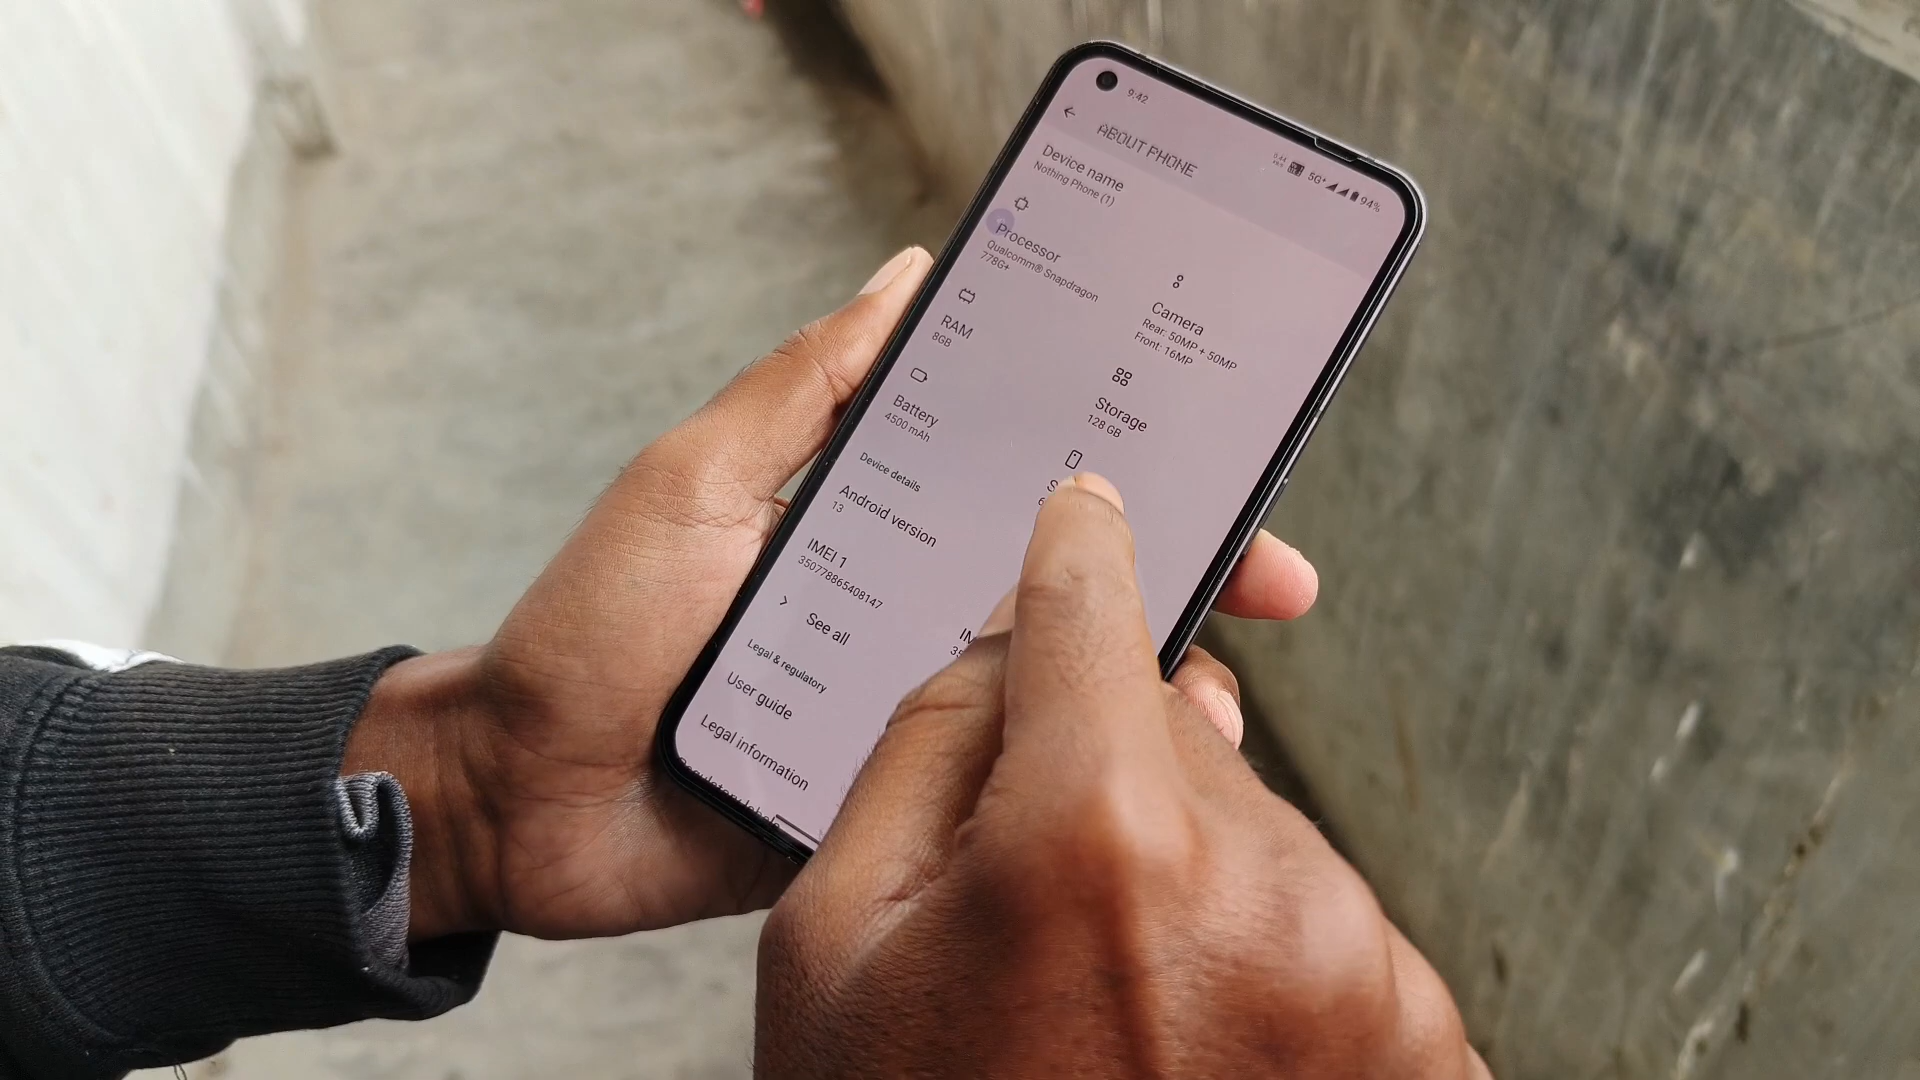 9:42
5G+ 94%
ABOUT PHONE
Device name
Nothing Phone (1)
Processor
Qualcomm® Snapdragon
778G+
Camera
Rear: 50MP + 50MP
Front: 16MP
RAM
8GB
Storage
128 GB
Battery
4500 mAh
Device details
Android version
13
IMEI 1
350778865408147
See all
Legal & regulatory
User guide
Legal information